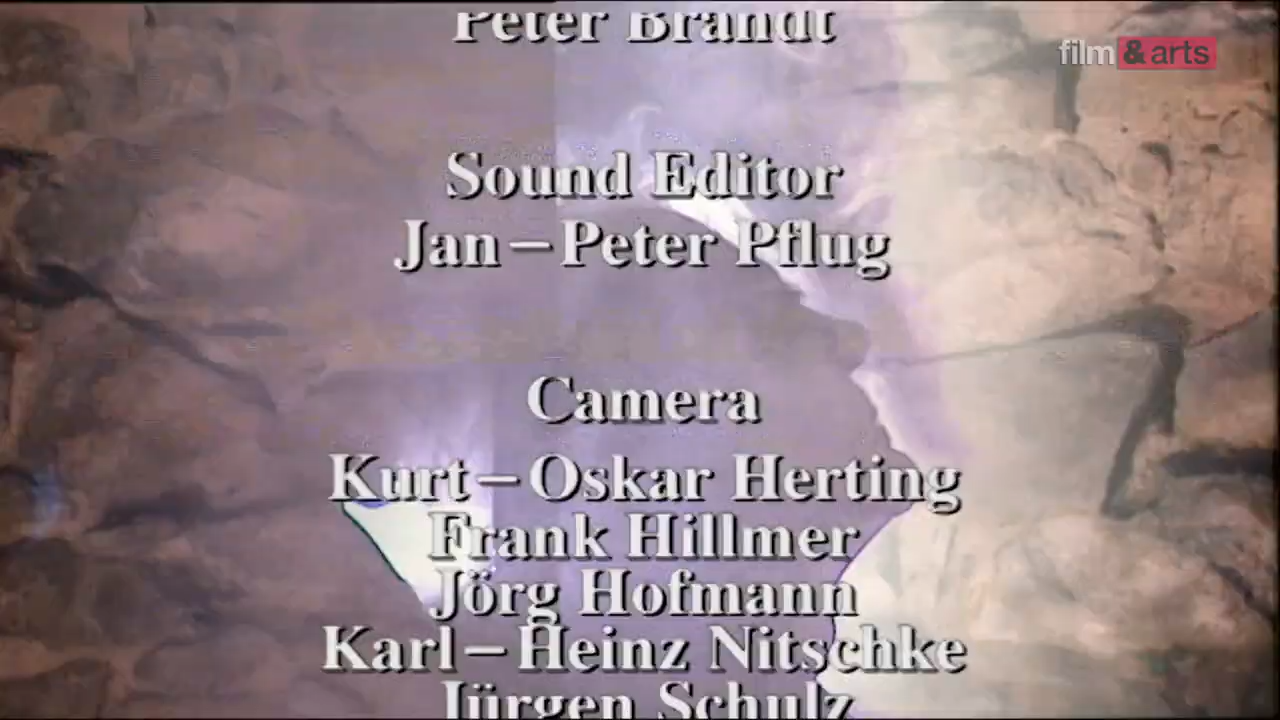 Peter Brandt
film & arts
Sound Editor
Jan–Peter Pflug
Camera
Kurt–Oskar Herting
Frank Hillmer
Jörg Hofmann
Karl–Heinz Nitschke
Jürgen Schulz